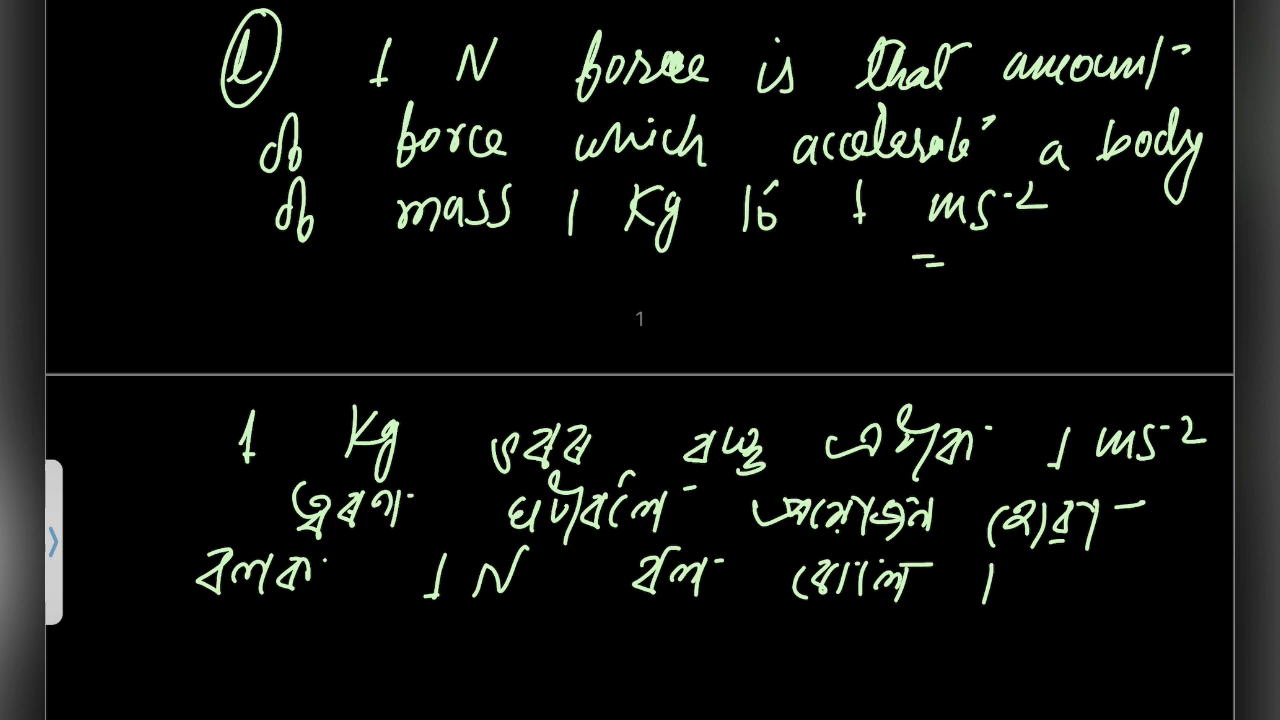 l 1 N force is that amount
of force which accelerate a body
of mass 1 Kg to 1 ms-2
1
1 Kg ভৰৰ বস্তু এটাক 1 ms-2
ত্বৰণ ঘটাবলৈ প্ৰয়োজন হোৱা
বলক 1 N বল বোলে ।